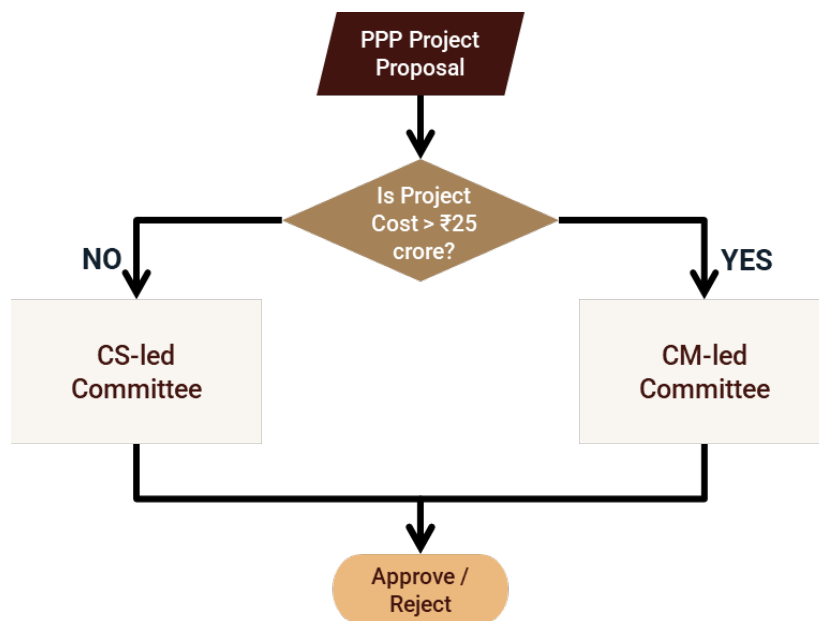 PPP Project
Proposal
Is Project
Cost > ₹25
crore?
NO
YES
CS-led
Committee
CM-led
Committee
Approve /
Reject